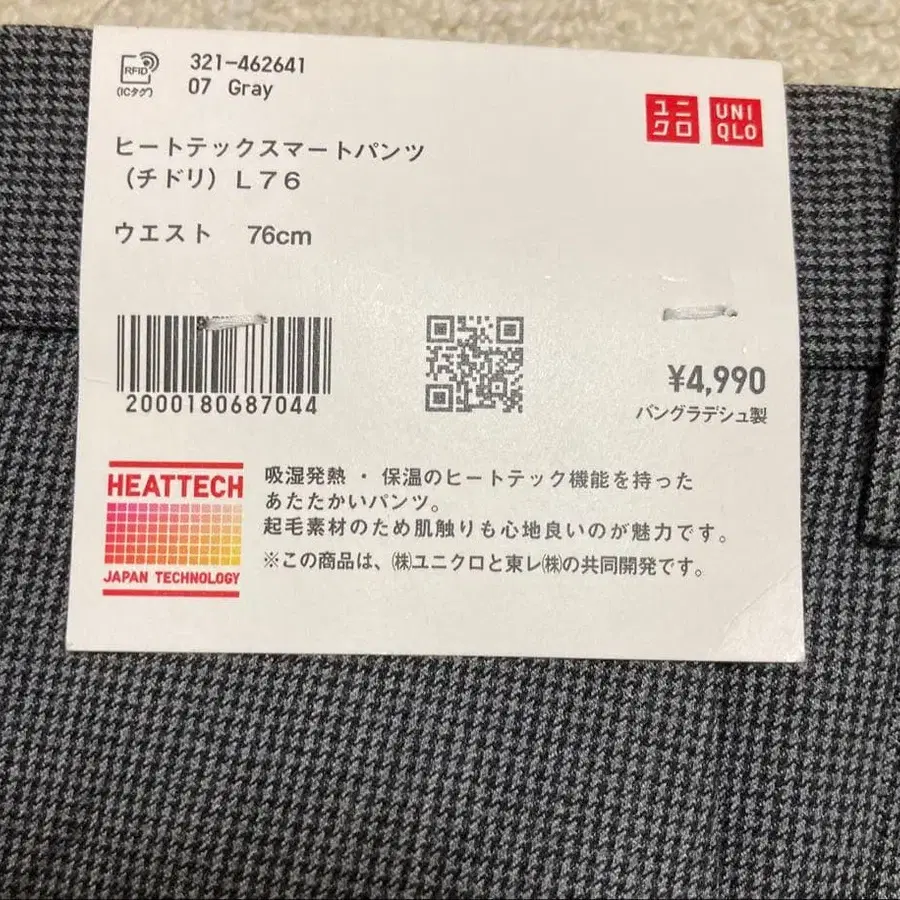 RFID
(ICタグ)
321-462641
07 Gray
ユニクロ
UNIQLO
ヒートテックスマートパンツ
(チドリ) L76
ウエスト 76cm
2000180687044
¥4,990
バングラデシュ製
HEATTECH
JAPAN TECHNOLOGY
吸湿発熱・保温のヒートテック機能を持った
あたたかいパンツ。
起毛素材のため肌触りも心地良いのが魅力です。
※この商品は、㈱ユニクロと東レ㈱の共同開発です。